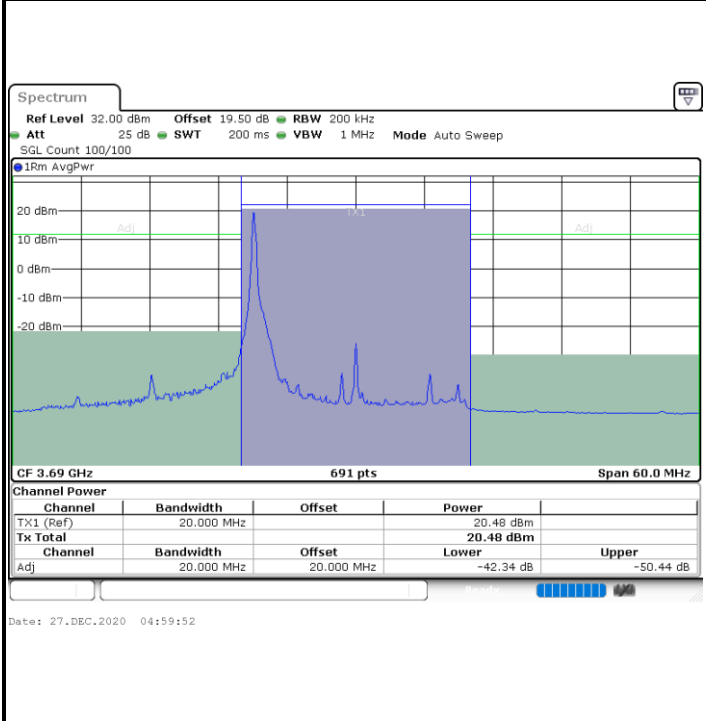 Spectrum
Ref Level 32.00 dBm Offset 19.50 dB RBW 200 kHz
Att 25 dB SWT 200 ms VBW 1 MHz Mode Auto Sweep
SGL Count 100/100
1Rm AvgPwr
20 dBm
TX1
Adj
Adj
10 dBm
0 dBm
-10 dBm
-20 dBm
CF 3.69 GHz 691 pts Span 60.0 MHz
Channel Power
Channel Bandwidth Offset Power
TX1 (Ref) 20.000 MHz 20.48 dBm
Tx Total 20.48 dBm
Channel Bandwidth Offset Lower Upper
Adj 20.000 MHz 20.000 MHz -42.34 dB -50.44 dB
Ready
Date: 27.DEC.2020 04:59:52